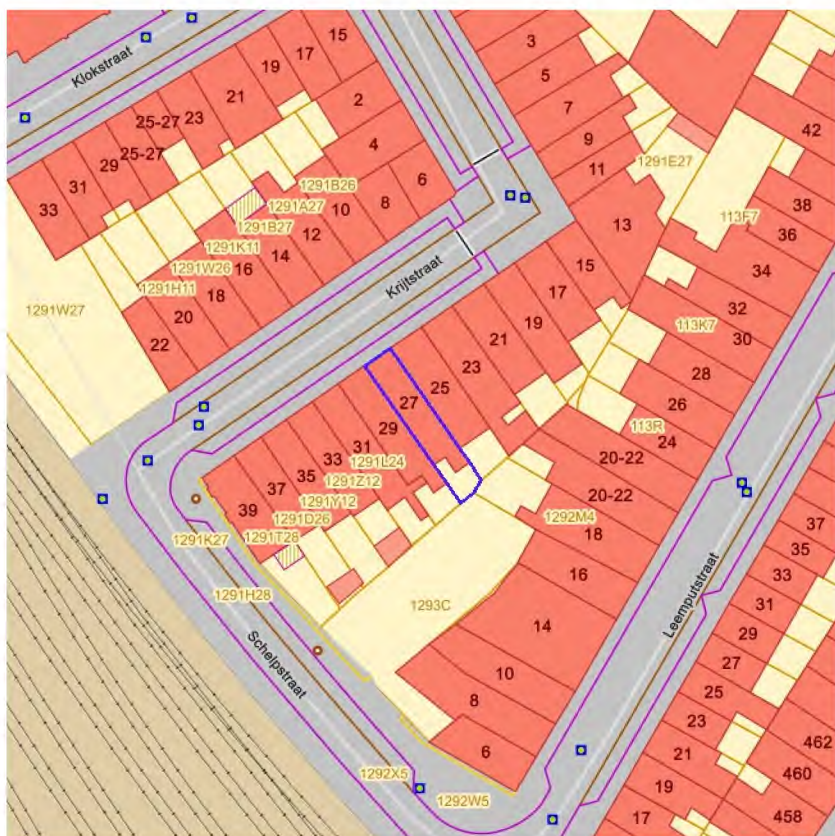 Klokstraat
15
17
19
21
23
25-27
25-27
29
31
33
2
4
6
8
10
12
14
16
18
20
22
1291B26
1291A27
1291B27
1291K11
1291W26
1291H11
1291W27
Krijtstraat
3
5
7
9
11
13
15
17
19
21
23
25
27
29
31
33
35
37
39
1291E27
113F7
42
38
36
34
32
30
113K7
28
26
113R
24
20-22
20-22
18
16
14
10
8
6
1291L24
1291Z12
1291Y12
1291D26
1291T28
1291K27
1291H28
1292M4
1293C
Schelpstraat
Leemputstraat
1292X5
1292W5
37
35
33
31
29
27
25
23
21
19
17
462
460
458